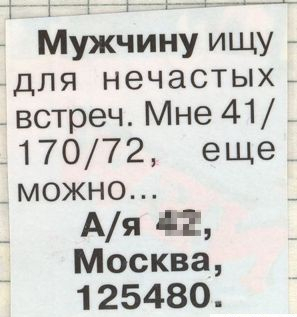 Мужчину ищу
для нечастых
встреч. Мне 41/
170/72, еще
можно...
А/я
Москва,
125480.